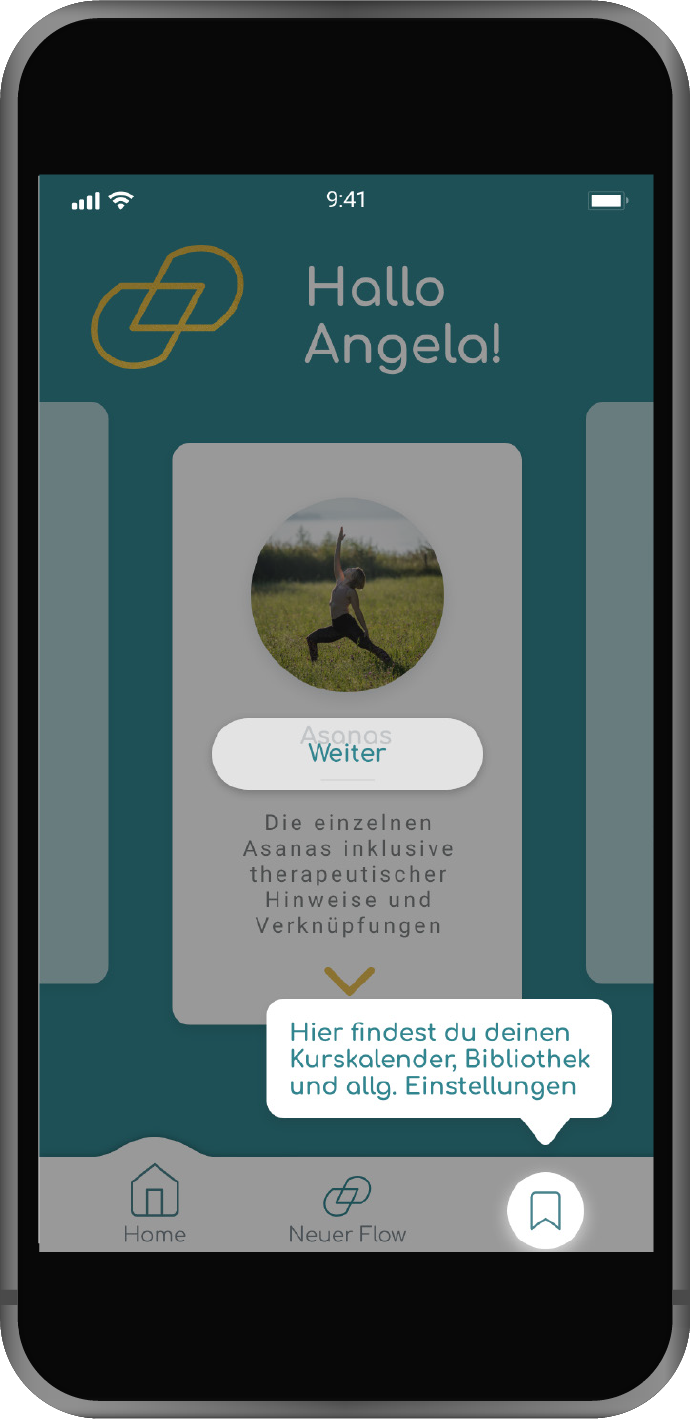 9:41
Hallo
Angela!
Asanas
Weiter
Die einzelnen
Asanas inklusive
therapeutischer
Hinweise und
Verknüpfungen
Hier findest du deinen
Kurskalender, Bibliothek
und allg. Einstellungen
Home
Neuer Flow